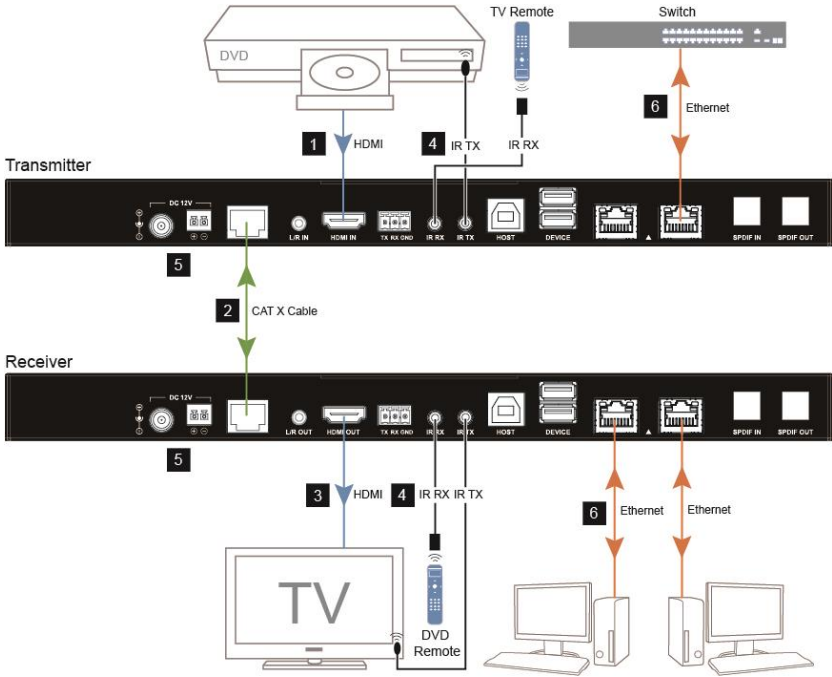 TV Remote
Switch
DVD
1
HDMI
4
IR TX
IR RX
6
Ethernet
Transmitter
DC 12V
L/R IN
HDMI IN
TX RX GND
IR RX
IR TX
HOST
DEVICE
SPDIF IN
SPDIF OUT
5
2
CAT X Cable
Receiver
DC 12V
L/R OUT
HDMI OUT
TX RX GND
IR RX
IR TX
HOST
DEVICE
SPDIF IN
SPDIF OUT
5
3
HDMI
4
IR RX
IR TX
6
Ethernet
Ethernet
TV
DVD
Remote